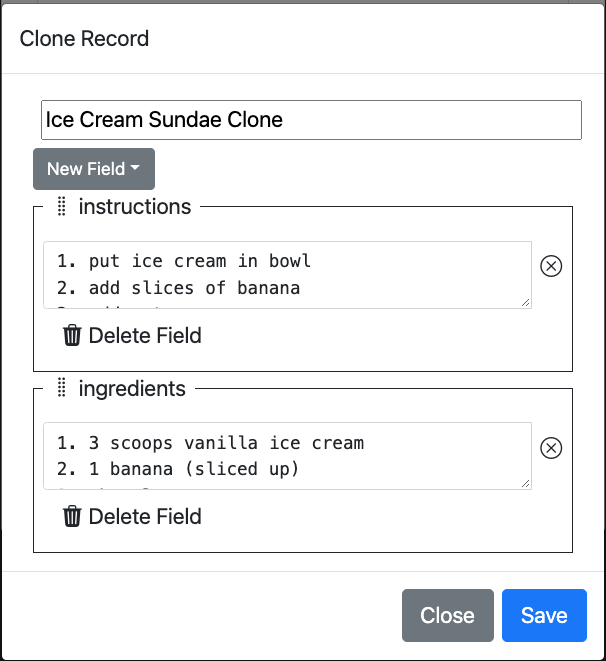 Clone Record
Ice Cream Sundae Clone
New Field
instructions
1. put ice cream in bowl
2. add slices of banana
Delete Field
ingredients
1. 3 scoops vanilla ice cream
2. 1 banana (sliced up)
Delete Field
Close Save